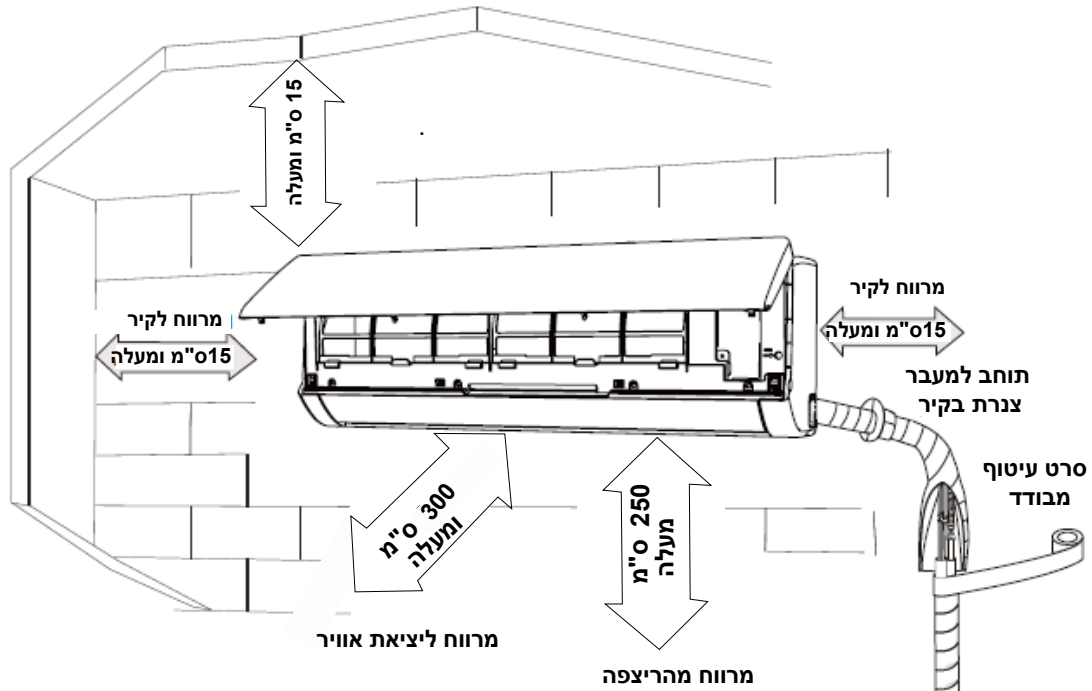 15 ס"מ ומעלה
מרווח לקיר
15ס"מ ומעלה
מרווח לקיר
15ס"מ ומעלה
תוחב למעבר
צנרת בקיר
סרט עיטוף
מבודד
300 ס"מ
ומעלה
250 ס"מ
מעלה
מרווח ליציאת אוויר
מרווח מהריצפה